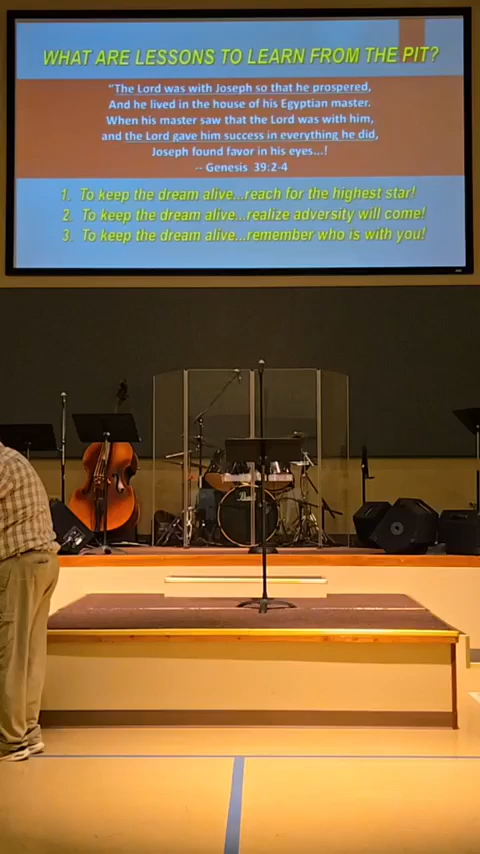 WHAT ARE LESSONS TO LEARN FROM THE PIT?
"The Lord was with Joseph so that he prospered,
And he lived in the house of his Egyptian master.
When his master saw that the Lord was with him,
and the Lord gave him success in everything he did,
Joseph found favor in his eyes...!
-- Genesis 39:2-4
1. To keep the dream alive...reach for the highest star!
2. To keep the dream alive...realize adversity will come!
3. To keep the dream alive...remember who is with you!